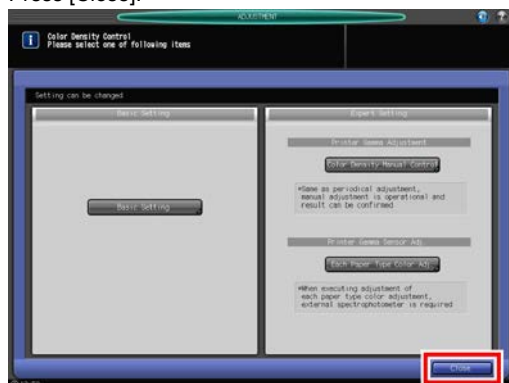 Press [Close].
ADJUSTMENT
Color Density Control
Please select one of following items
Setting can be changed
Basic Setting
Basic Setting
Expert Setting
Printer Gamma Adjustment
Color Density Manual Control
*Same as periodical adjustment,
manual adjustment is operational and
result can be confirmed
Printer Gamma Sensor Adj.
Each Paper Type Color Adj.
*When executing adjustment of
each paper type color adjustment,
external spectrophotometer is required
Close